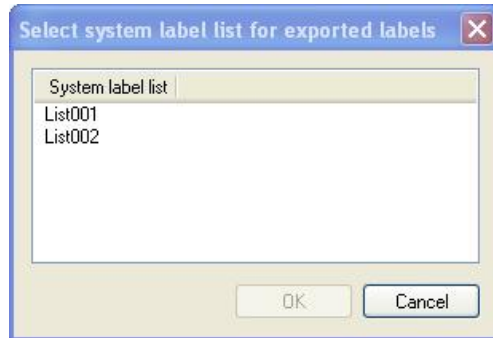 Select system label list for exported labels
System label list
List001
List002
OK
Cancel